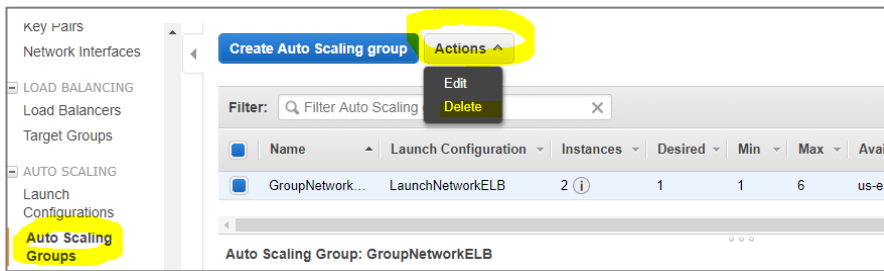 Key Pairs
Network Interfaces
LOAD BALANCING
Load Balancers
Target Groups
AUTO SCALING
Launch
Configurations
Auto Scaling
Groups
Create Auto Scaling group Actions
Edit
Delete
Filter: Filter Auto Scaling
Name Launch Configuration Instances Desired Min Max Avai
GroupNetwork... LaunchNetworkELB 2 i 1 1 6 us-e
Auto Scaling Group: GroupNetworkELB